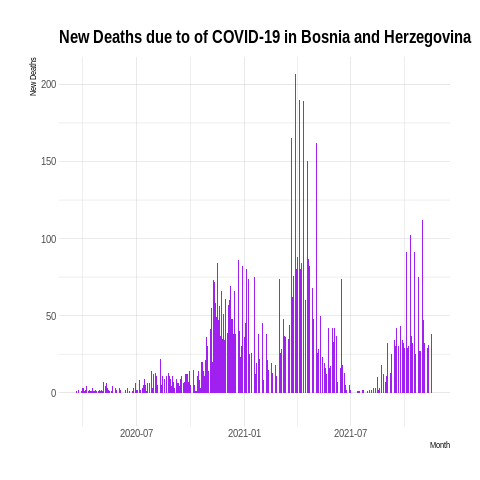 New Deaths due to of COVID-19 in Bosnia and Herzegovina
New Deaths
200
150
100
50
0
2020-07
2021-01
2021-07
Month